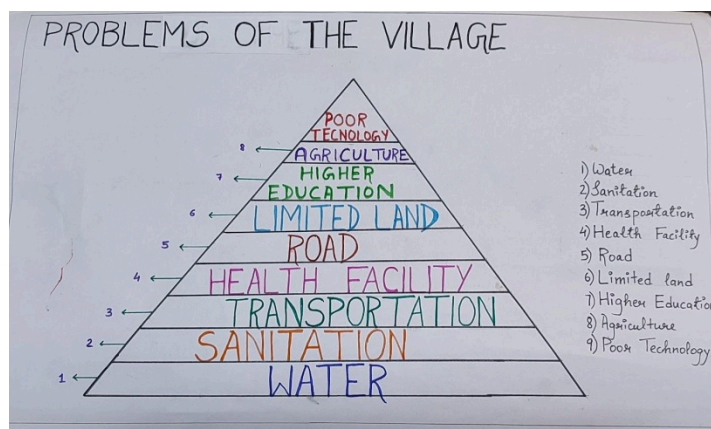 PROBLEMS OF THE VILLAGE
POOR
TECNOLOGY
8
AGRICULTURE
7
HIGHER
EDUCATION
6
LIMITED LAND
5
ROAD
4
HEALTH FACILITY
3
TRANSPORTATION
2
SANITATION
1
WATER
1) Water
2) Sanitation
3) Transportation
4) Health Facility
5) Road
6) Limited land
7) Higher Educatio
8) Agriculture
9) Poor Technology